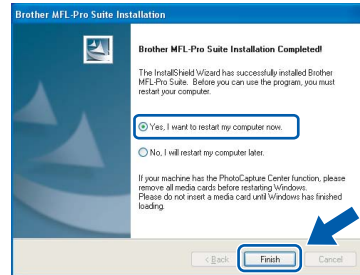 Brother MFL-Pro Suite Installation
Brother MFL-Pro Suite Installation Completed!
The InstallShield Wizard has successfully installed Brother
MFL-Pro Suite. Before you can use the program, you must
restart your computer.
Yes, I want to restart my computer now.
No, I will restart my computer later.
If your machine has the PhotoCapture Center function, please
remove all media cards before restarting Windows.
Please do not insert a media card until Windows has finished
loading.
< Back Finish Cancel